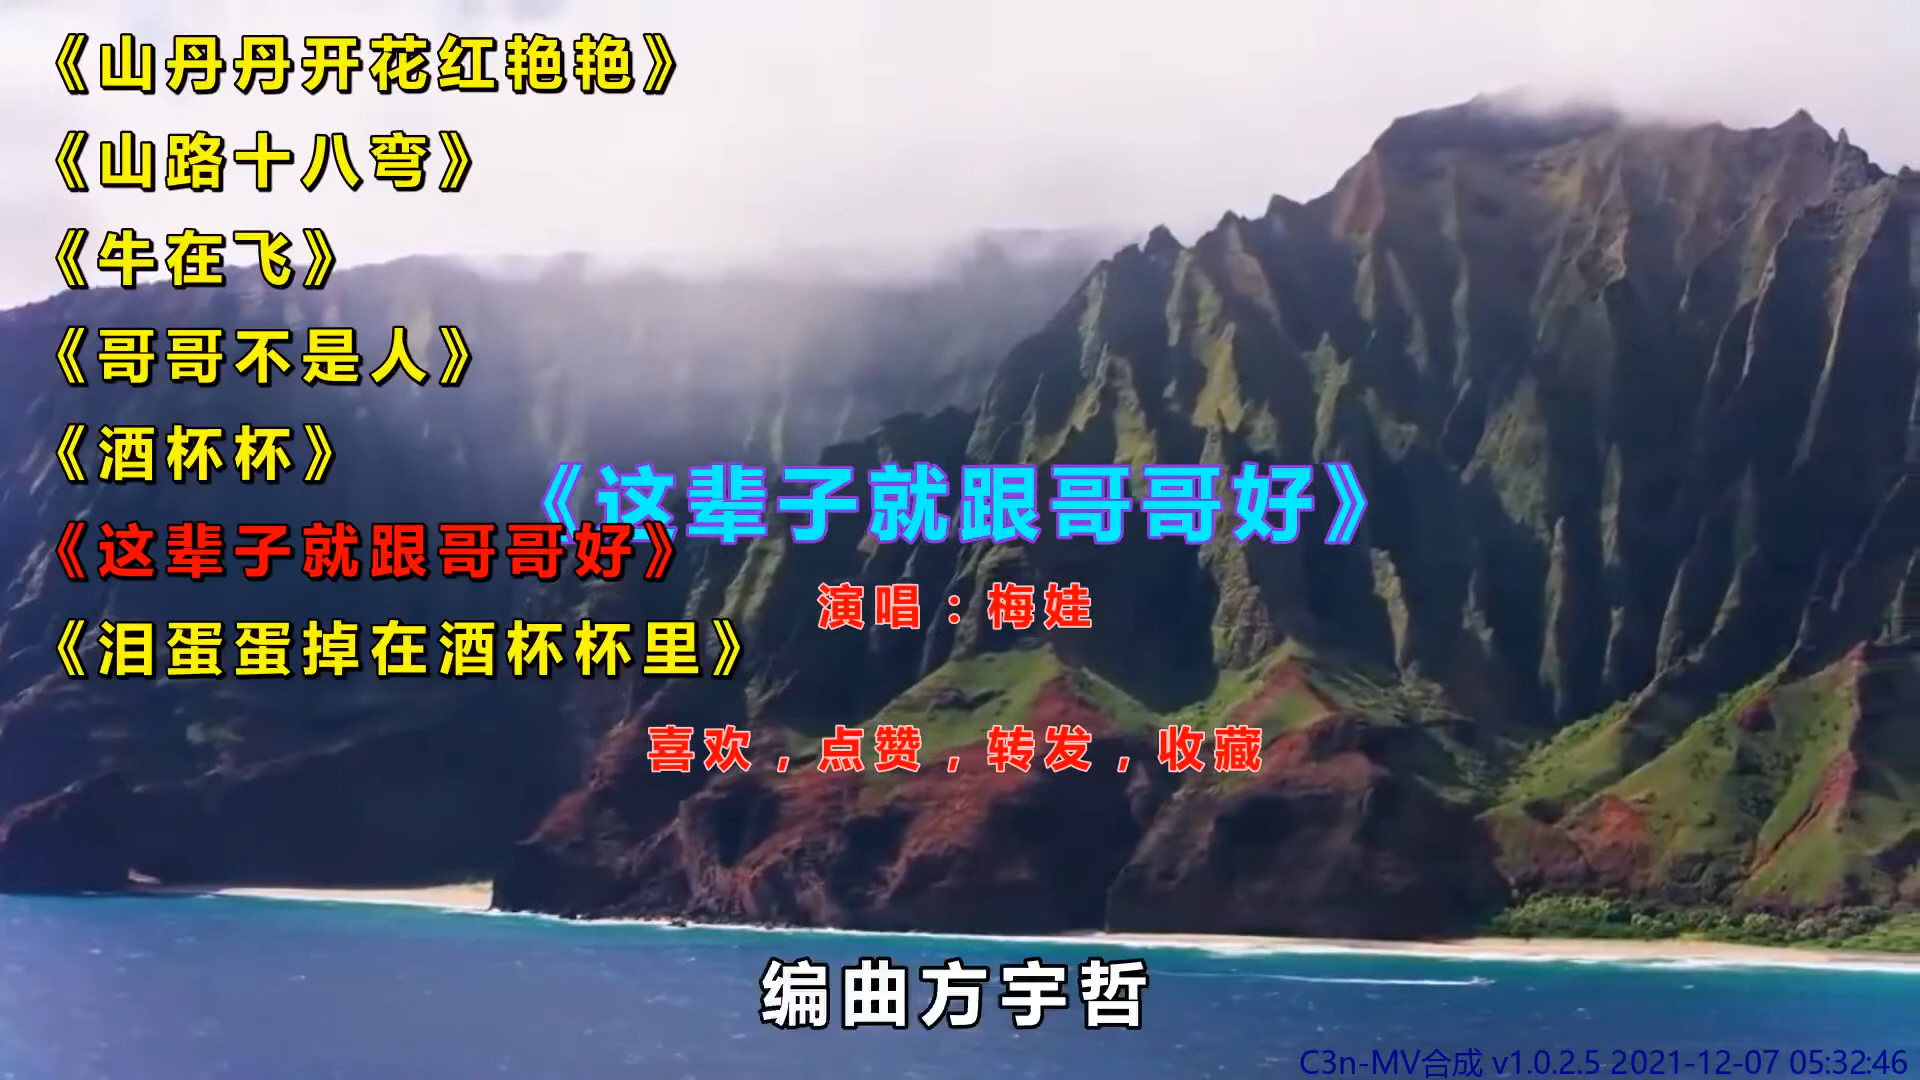 《山丹丹开花红艳艳》
《山路十八弯》
《牛在飞》
《哥哥不是人》
《酒杯杯》
《这辈子就跟哥哥好》
《泪蛋蛋掉在酒杯杯里》
《这辈子就跟哥哥好》
演唱：梅娃
喜欢，点赞，转发，收藏
编曲方宇哲
C3n-MV合成 v1.0.2.5 2021-12-07 05:32:46